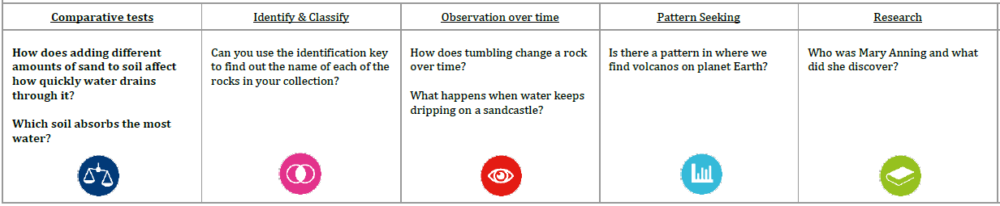 Comparative tests
Identify & Classify
Observation over time
Pattern Seeking
Research
How does adding different
amounts of sand to soil affect
how quickly water drains
through it?
Which soil absorbs the most
water?
Can you use the identification key
to find out the name of each of the
rocks in your collection?
How does tumbling change a rock
over time?
What happens when water keeps
dripping on a sandcastle?
Is there a pattern in where we
find volcanos on planet Earth?
Who was Mary Anning and what
did she discover?